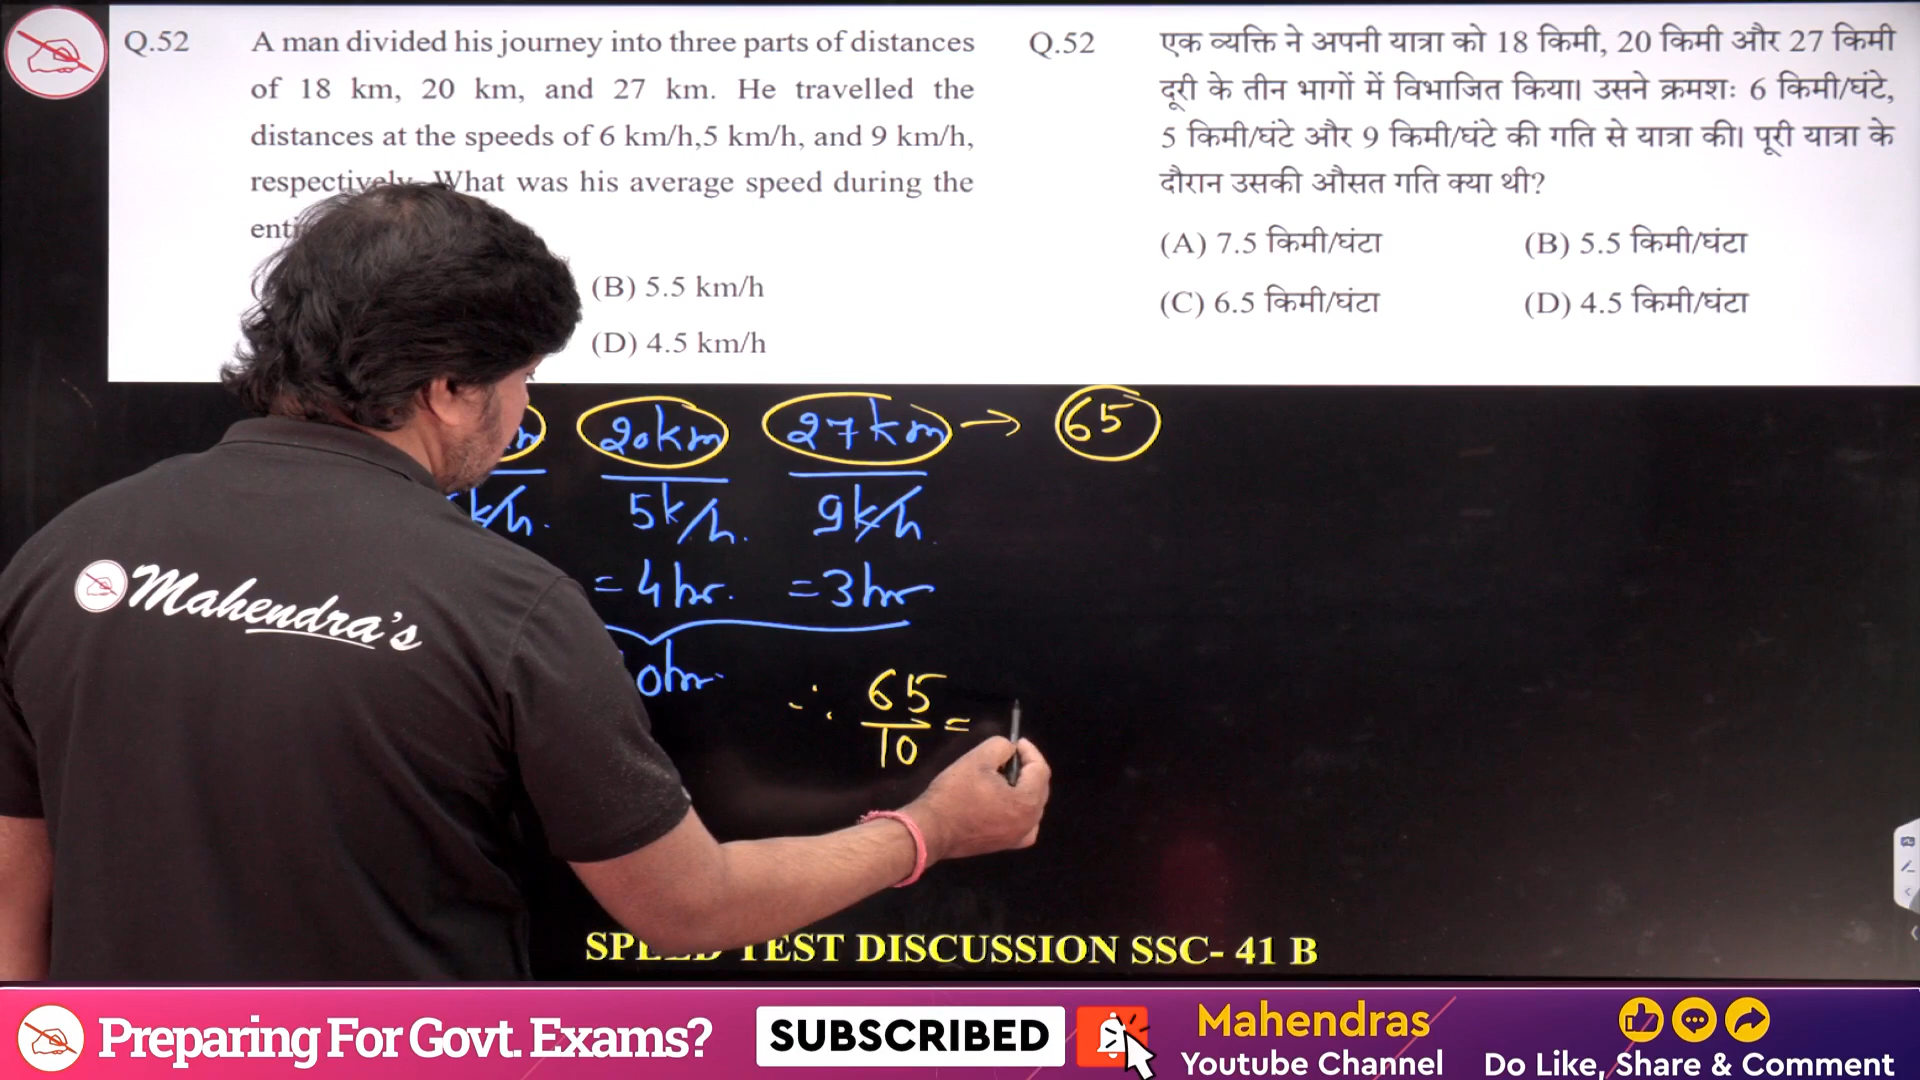 Q.52 A man divided his journey into three parts of distances
of 18 km, 20 km, and 27 km. He travelled the
distances at the speeds of 6 km/h,5 km/h, and 9 km/h,
respectively. What was his average speed during the
(B) 5.5 km/h
(D) 4.5 km/h
Q.52 एक व्यक्ति ने अपनी यात्रा को 18 किमी, 20 किमी और 27 किमी
दूरी के तीन भागों में विभाजित किया। उसने क्रमशः 6 किमी/घंटे,
5 किमी/घंटे और 9 किमी/घंटे की गति से यात्रा की। पूरी यात्रा के
दौरान उसकी औसत गति क्या थी?
(A) 7.5 किमी/घंटा (B) 5.5 किमी/घंटा
(C) 6.5 किमी/घंटा (D) 4.5 किमी/घंटा
20km 27km → 65
5k/h. 9k/h.
= 4hr. = 3hr
∴ 65
10 =
Mahendra's
SPEED TEST DISCUSSION SSC- 41 B
Preparing For Govt. Exams?
SUBSCRIBED
Mahendras
Youtube Channel
Do Like, Share & Comment